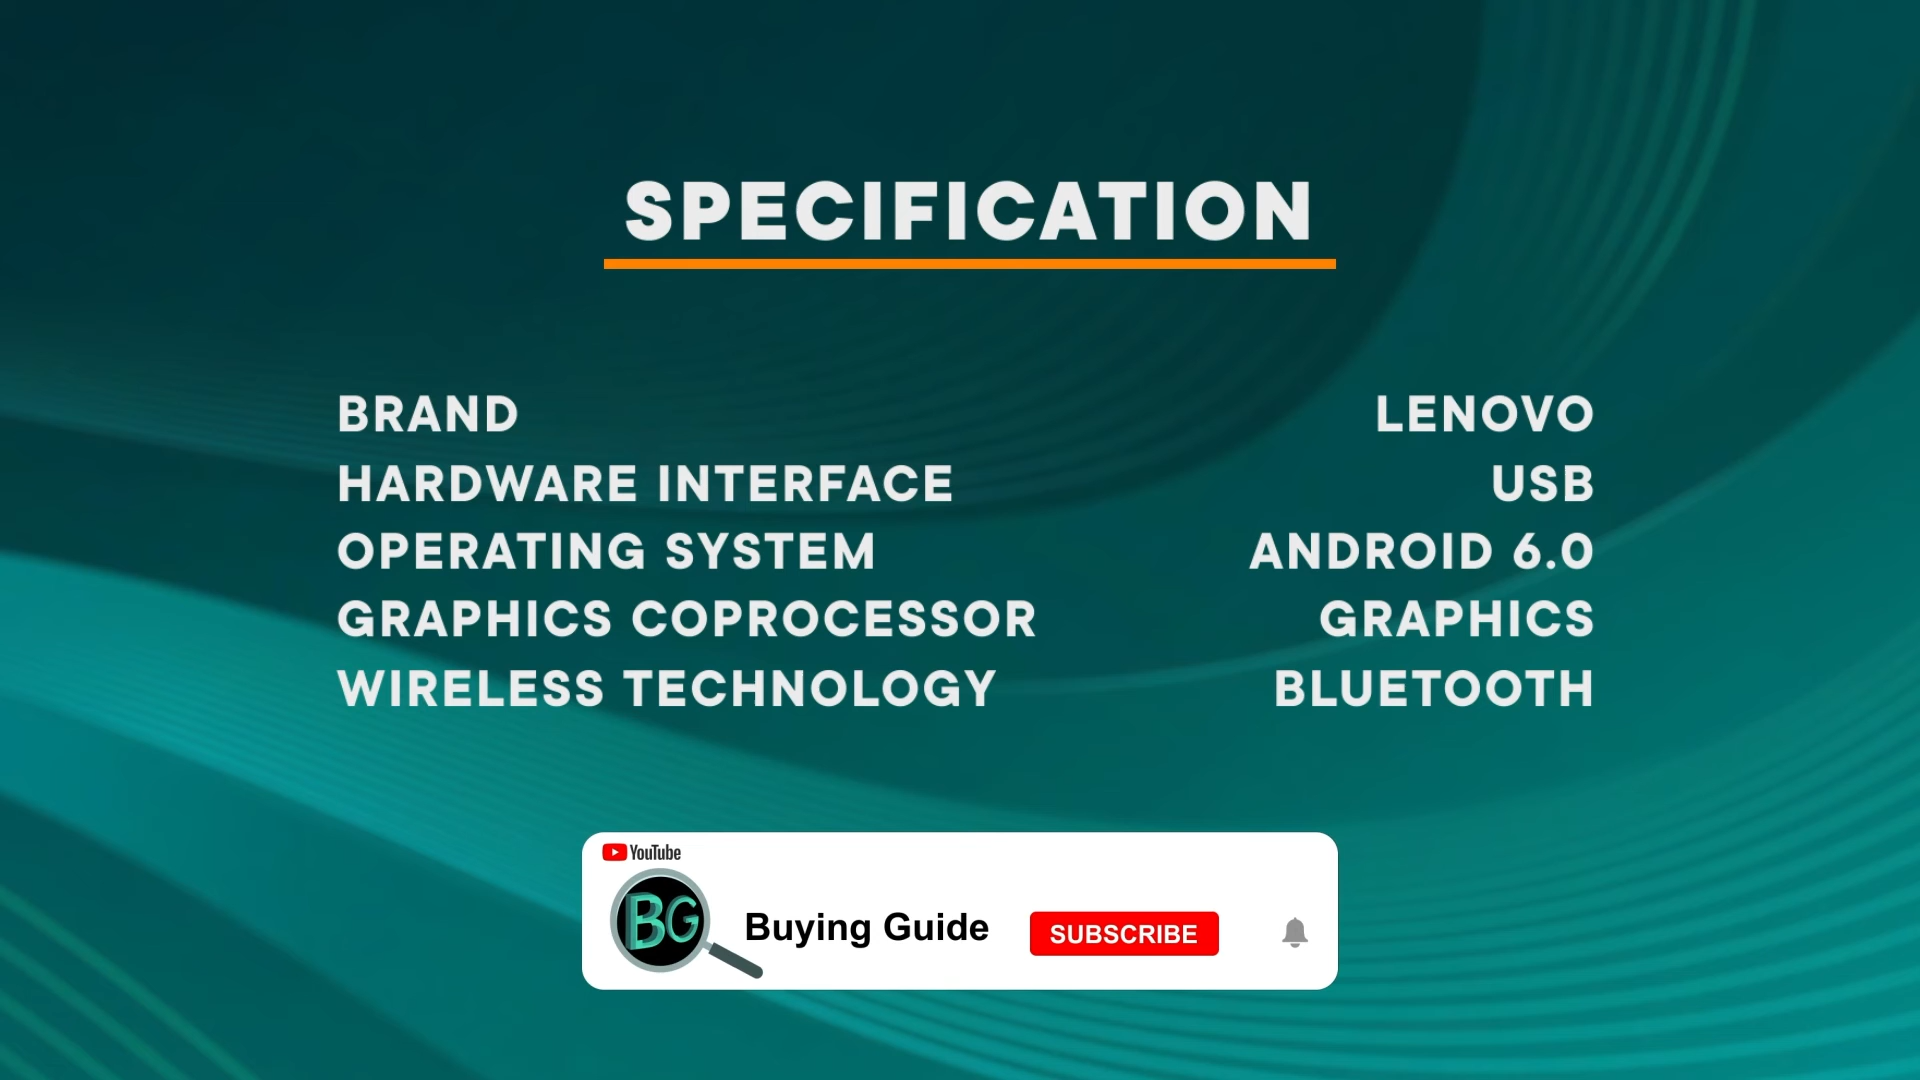 SPECIFICATION
BRAND LENOVO
HARDWARE INTERFACE USB
OPERATING SYSTEM ANDROID 6.0
GRAPHICS COPROCESSOR GRAPHICS
WIRELESS TECHNOLOGY BLUETOOTH
YouTube
BG
Buying Guide SUBSCRIBE